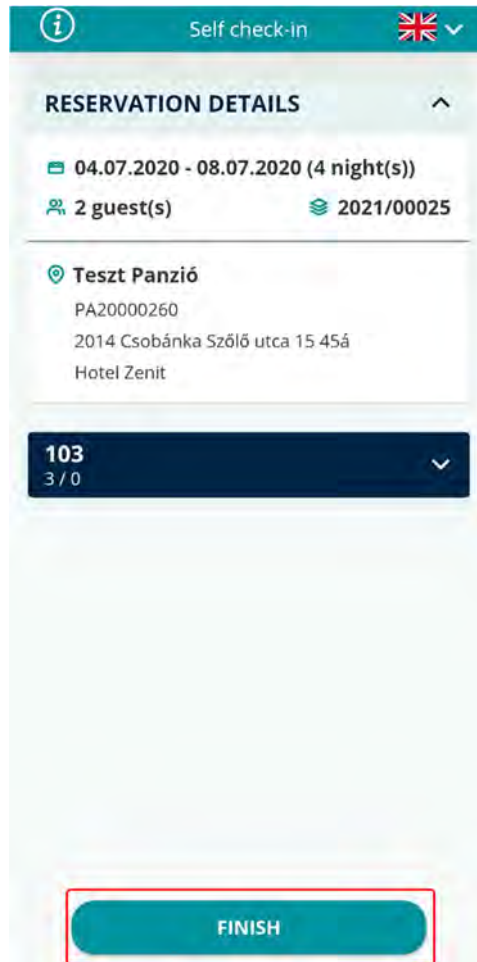 Self check-in
RESERVATION DETAILS
04.07.2020 - 08.07.2020 (4 night(s))
2 guest(s) 2021/00025
Teszt Panzió
PA20000260
2014 Csobánka Szőlő utca 15 45á
Hotel Zenit
103
3 / 0
FINISH